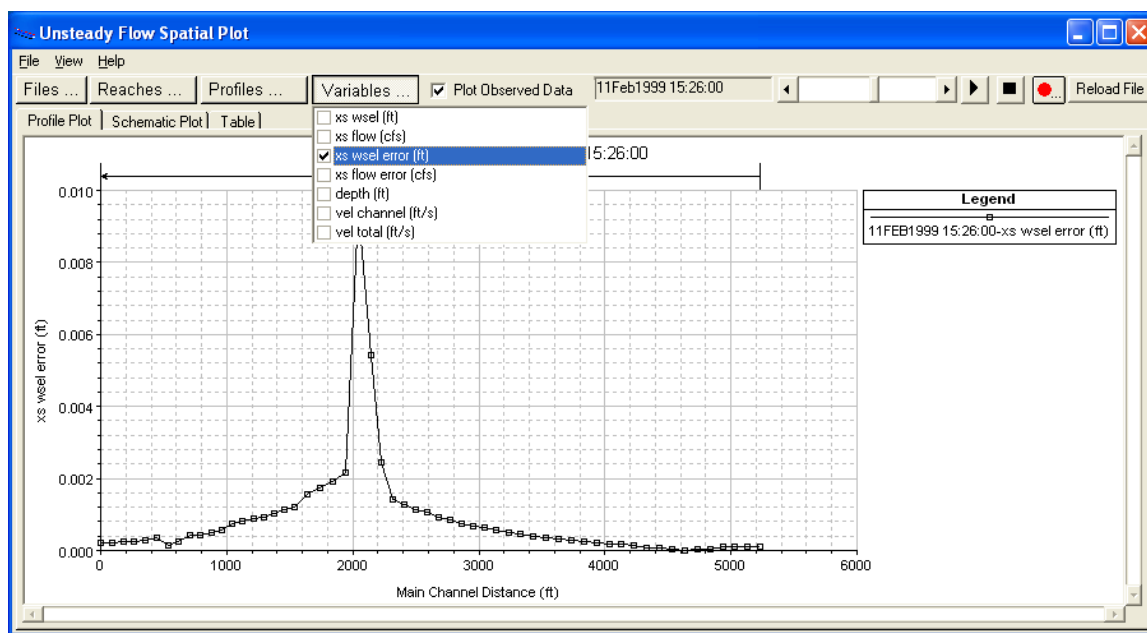 Unsteady Flow Spatial Plot
File View Help
Files ... Reaches ... Profiles ... Variables ... Plot Observed Data 11Feb1999 15:26:00 Reload File
Profile Plot Schematic Plot Table
xs wsel (ft)
xs flow (cfs)
xs wsel error (ft)
xs flow error (cfs)
depth (ft)
vel channel (ft/s)
vel total (ft/s)
15:26:00
Legend
11FEB1999 15:26:00-xs wsel error (ft)
xs wsel error (ft)
0.010
0.008
0.006
0.004
0.002
0.000
0 1000 2000 3000 4000 5000 6000
Main Channel Distance (ft)